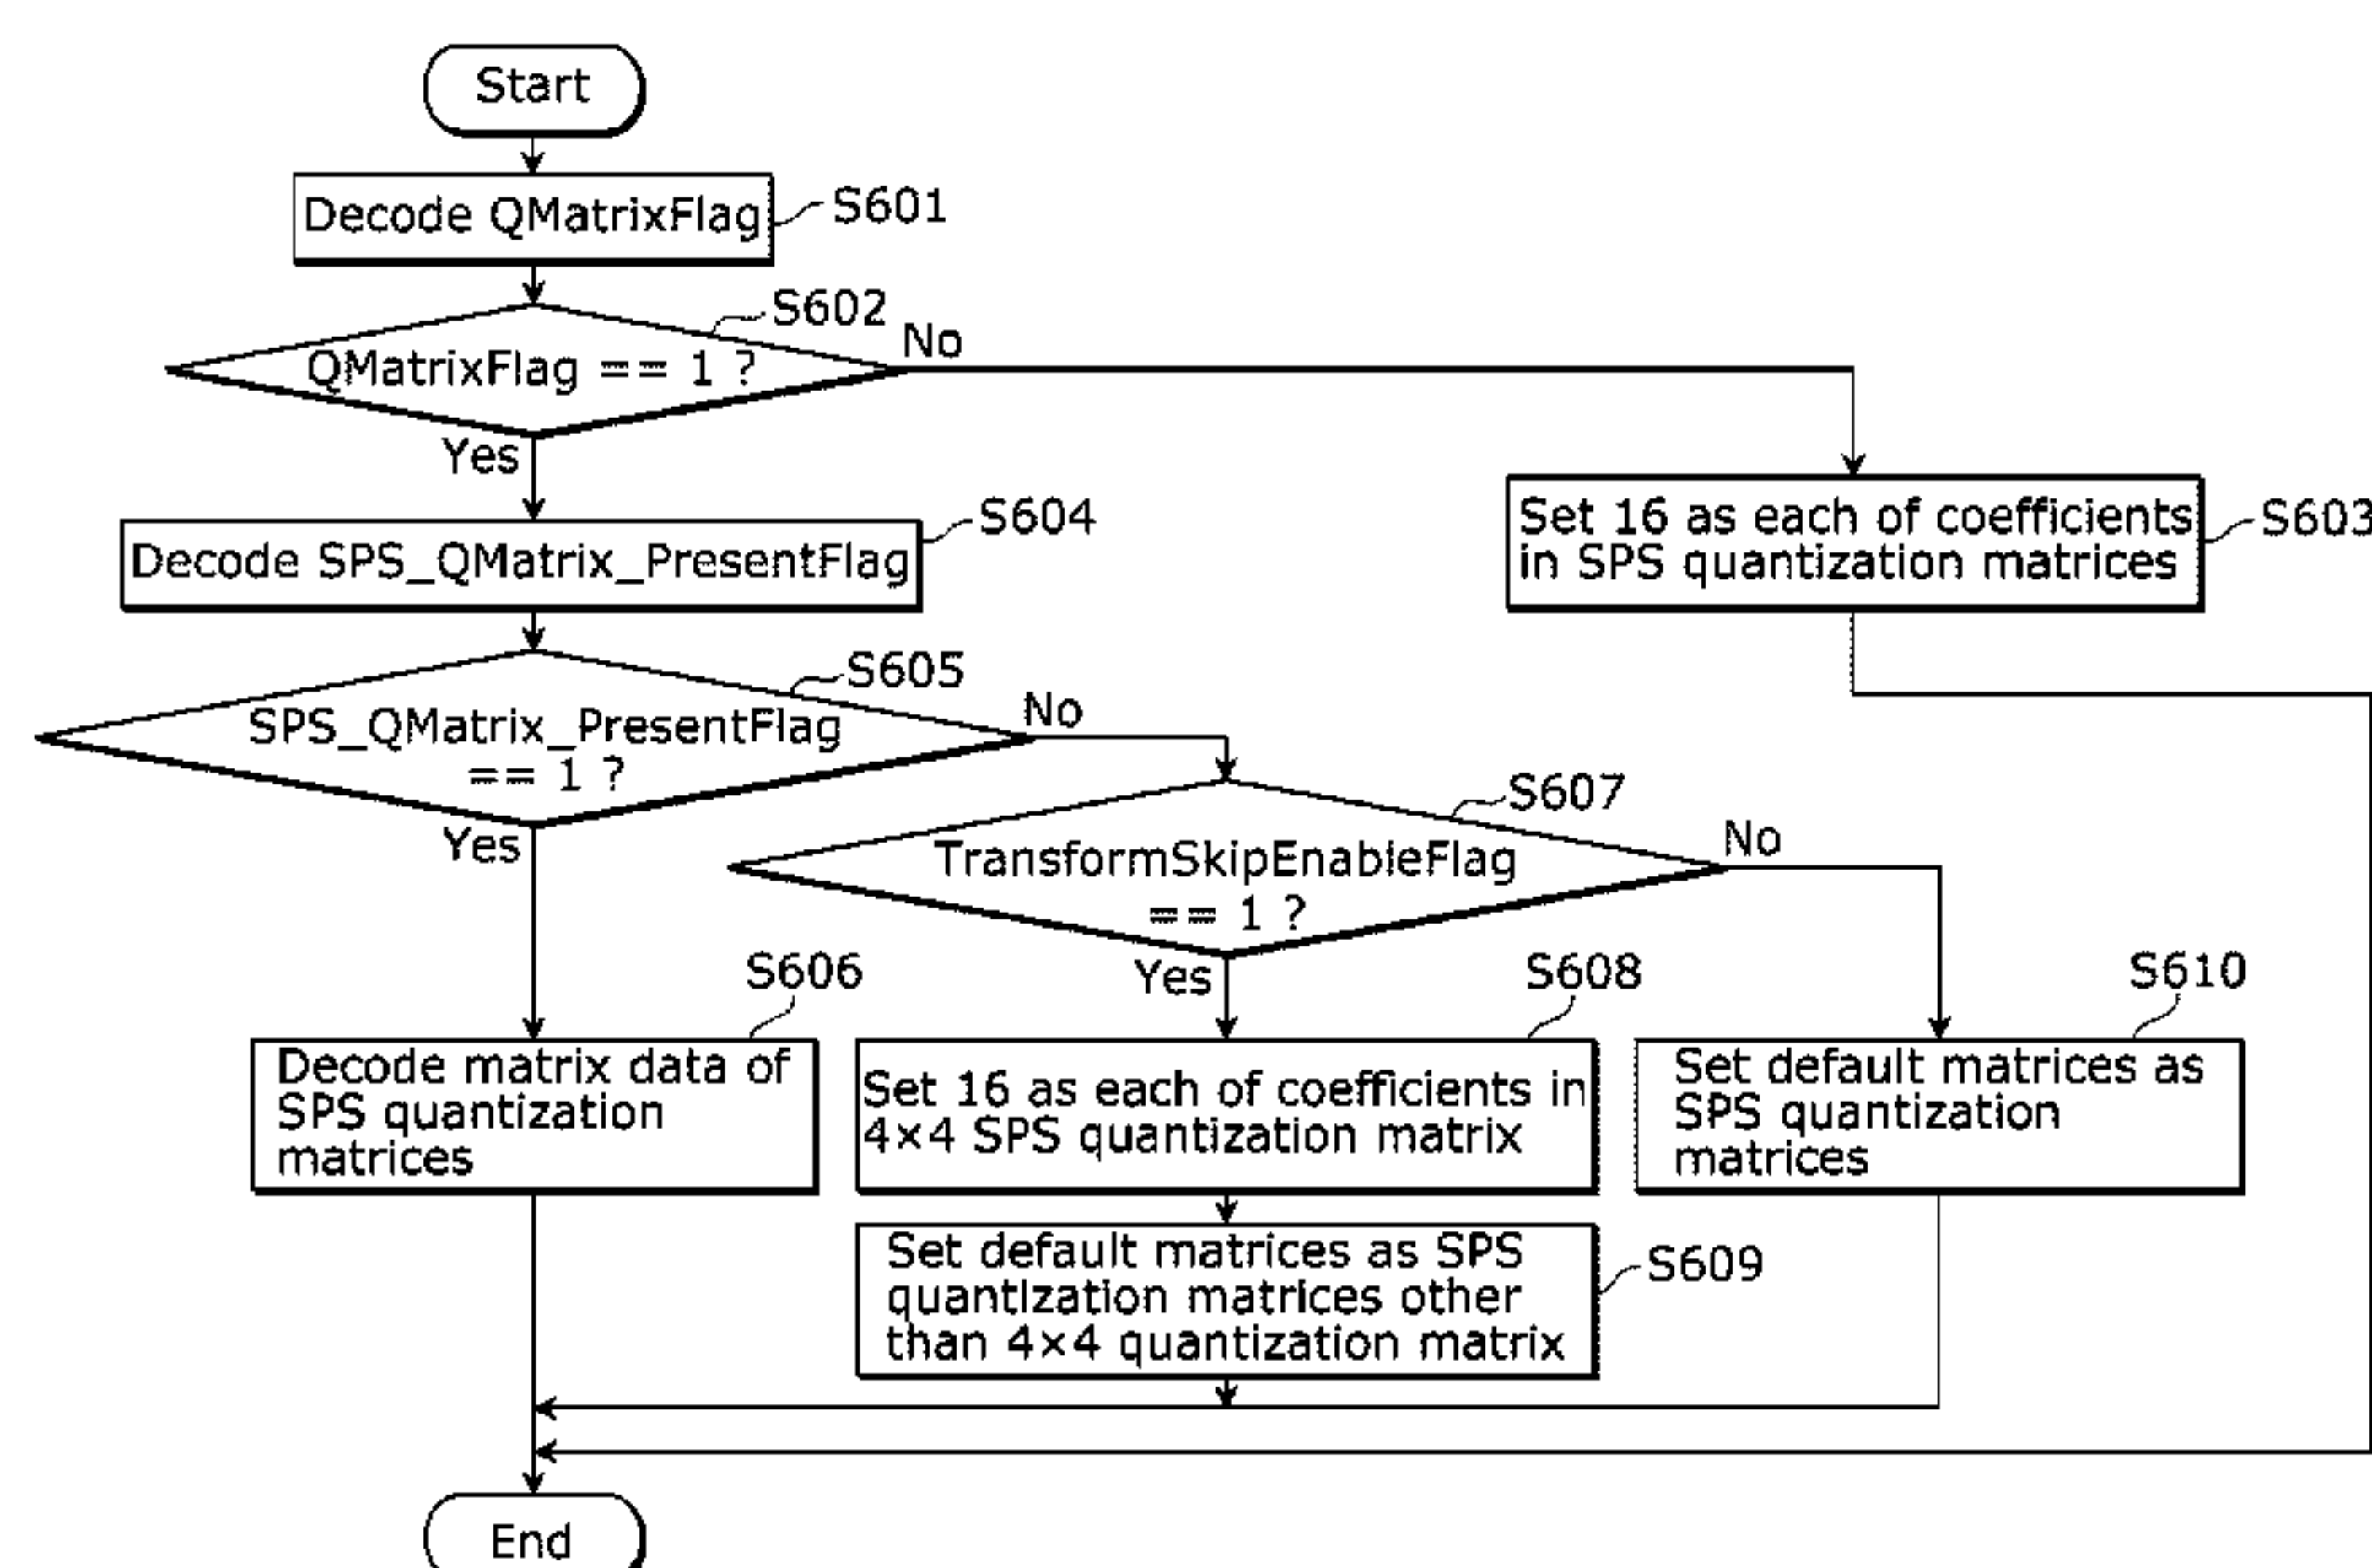 Start
Decode QMatrixFlag
S601
S602
QMatrixFlag == 1 ?
No
Yes
Set 16 as each of coefficients
in SPS quantization matrices
S603
S604
Decode SPS_QMatrix_PresentFlag
S605
SPS_QMatrix_PresentFlag
== 1 ?
No
Yes
S607
TransformSkipEnableFlag
== 1 ?
No
Yes
S606
Decode matrix data of
SPS quantization
matrices
S608
Set 16 as each of coefficients in
4×4 SPS quantization matrix
S610
Set default matrices as
SPS quantization
matrices
Set default matrices as SPS
quantization matrices other
than 4×4 quantization matrix
S609
End